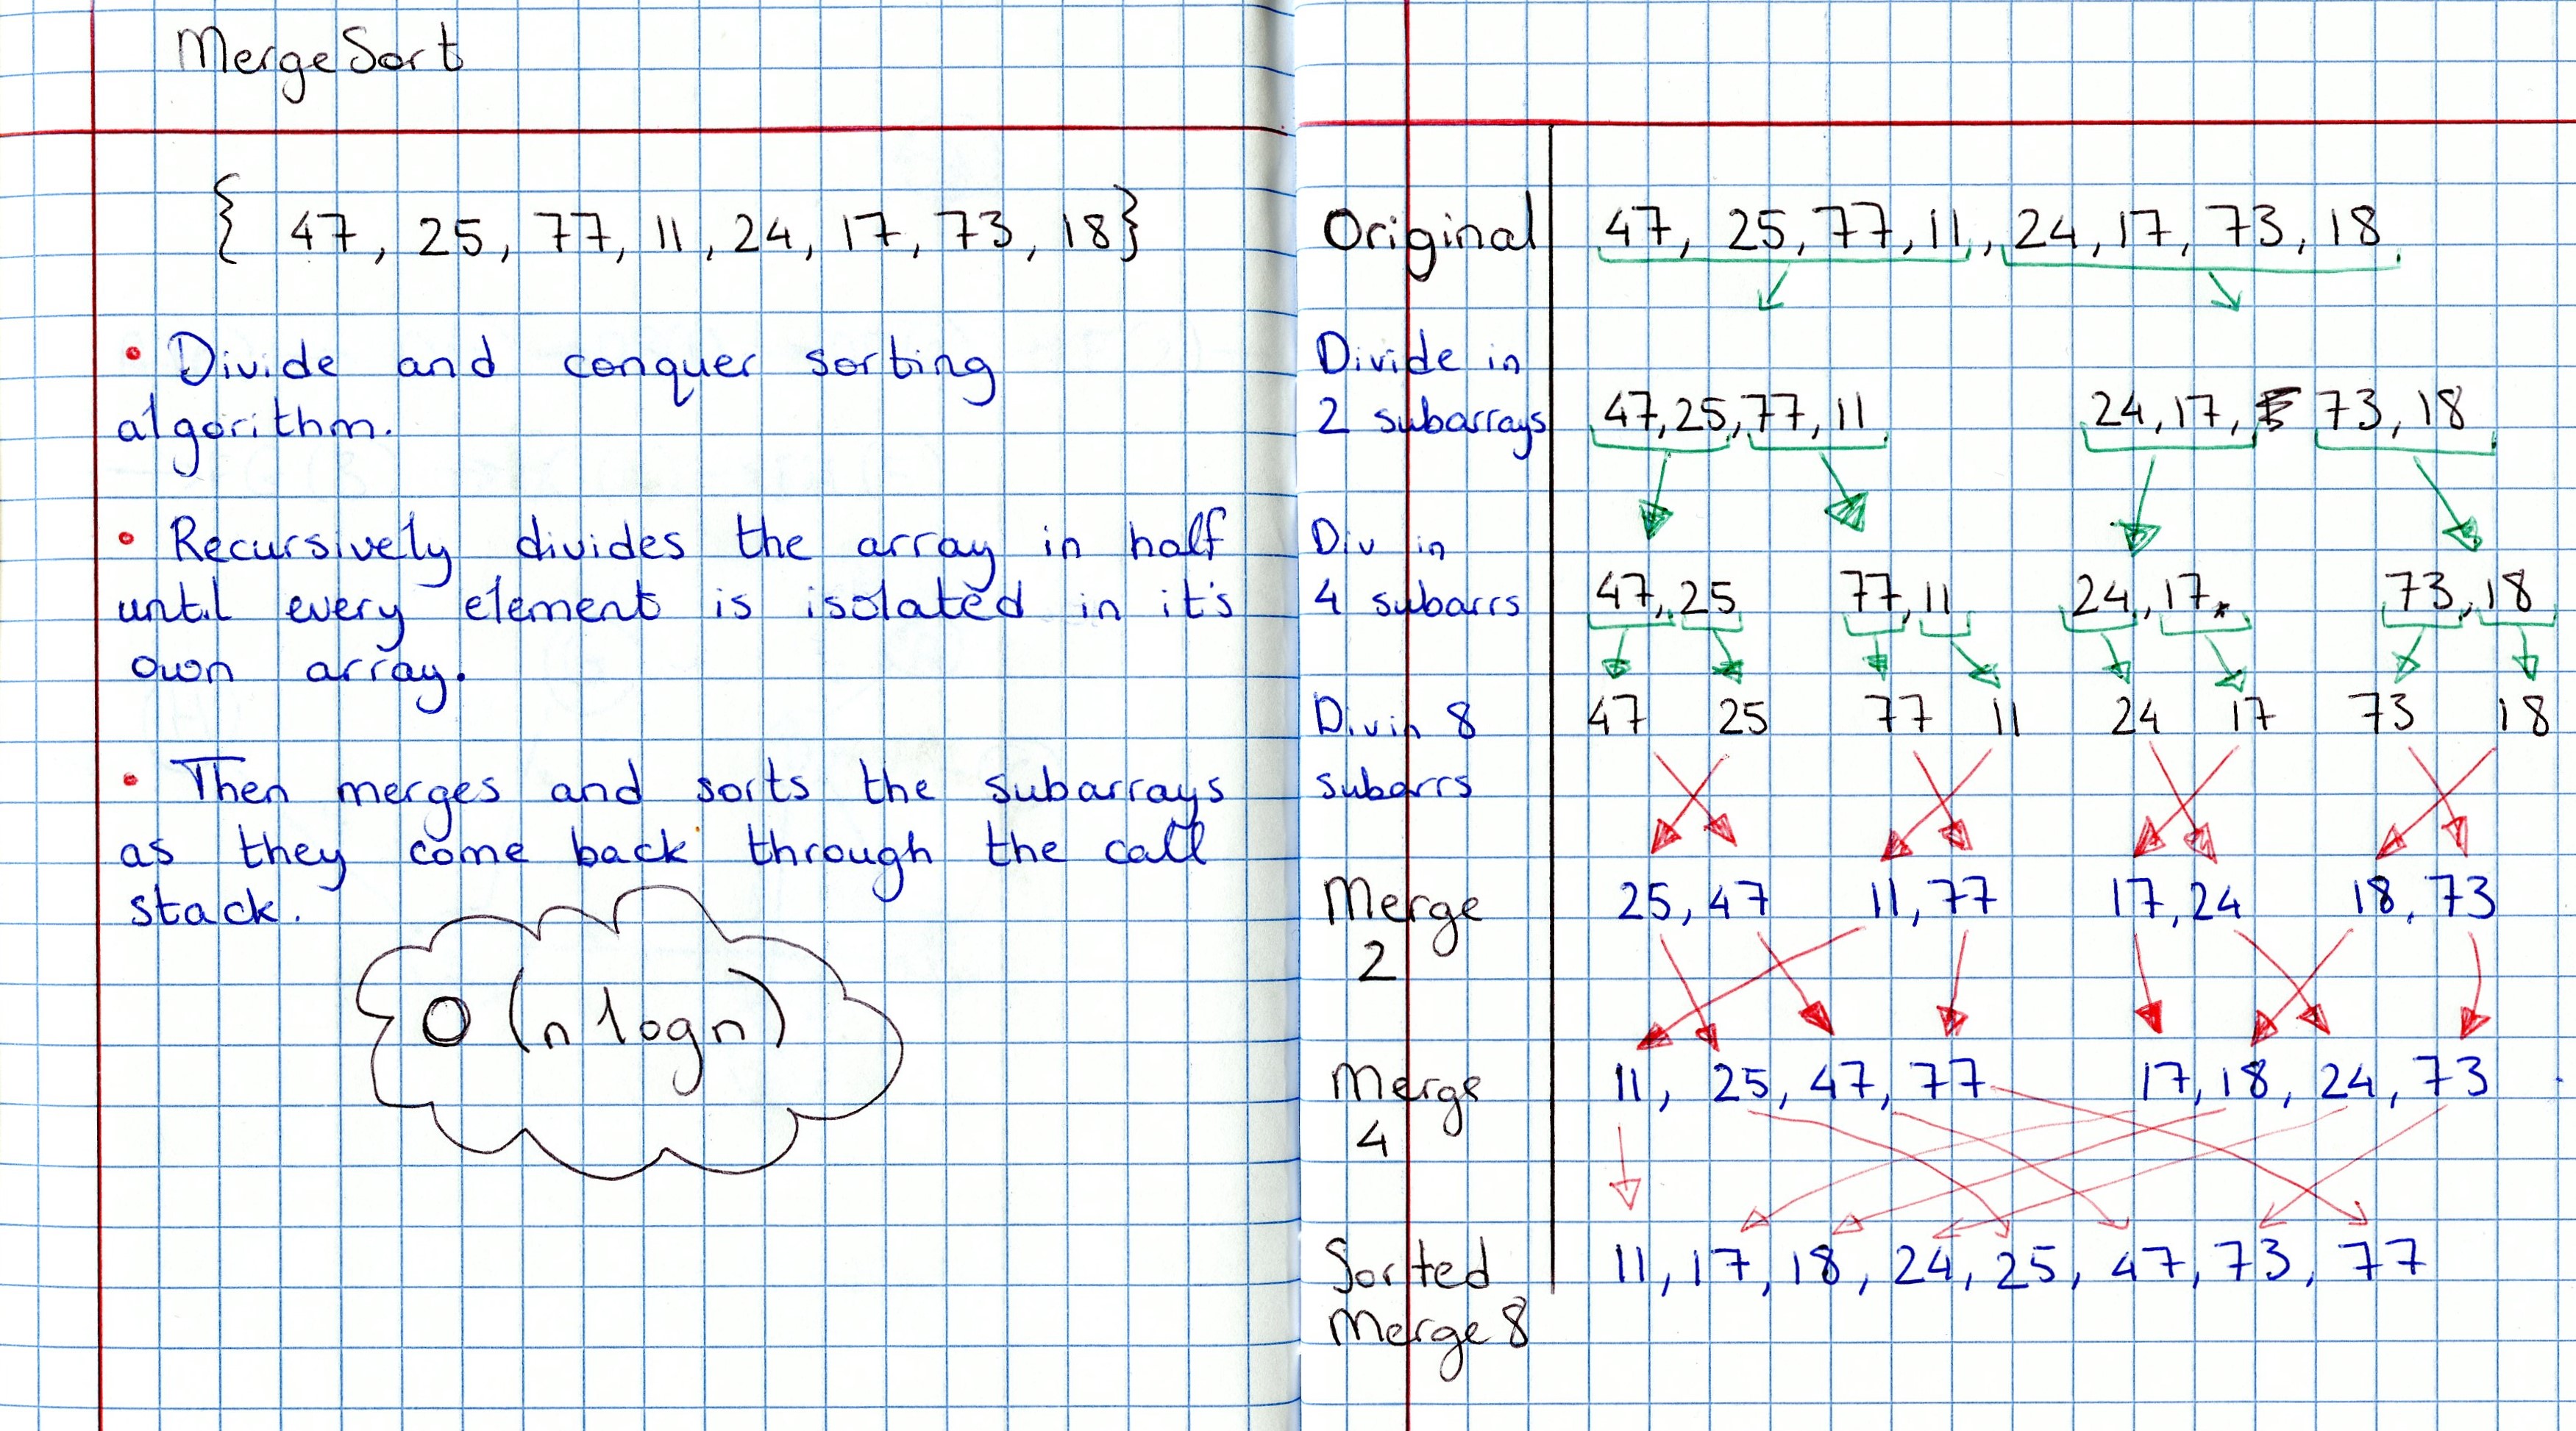 MergeSort
{ 47, 25, 77, 11, 24, 17, 73, 18}
• Divide and conquer sorting
algorithm.
• Recursively divides the array in half
until every element is isolated in it's
own array.
• Then merges and sorts the subarrays
as they come back through the call
stack.
O(n logn)
Original 47, 25, 77, 11, 24, 17, 73, 18
Divide in
2 subarrays 47, 25, 77, 11 24, 17, 73, 18
Div in
4 subarrs 47, 25 77, 11 24, 17 73, 18
Div in 8 47 25 77 11 24 17 73 18
subarrs
Merge 25, 47 11, 77 17, 24 18, 73
2
Merge 11, 25, 47, 77 17, 18, 24, 73
4
Sorted 11, 17, 18, 24, 25, 47, 73, 77
Merge 8